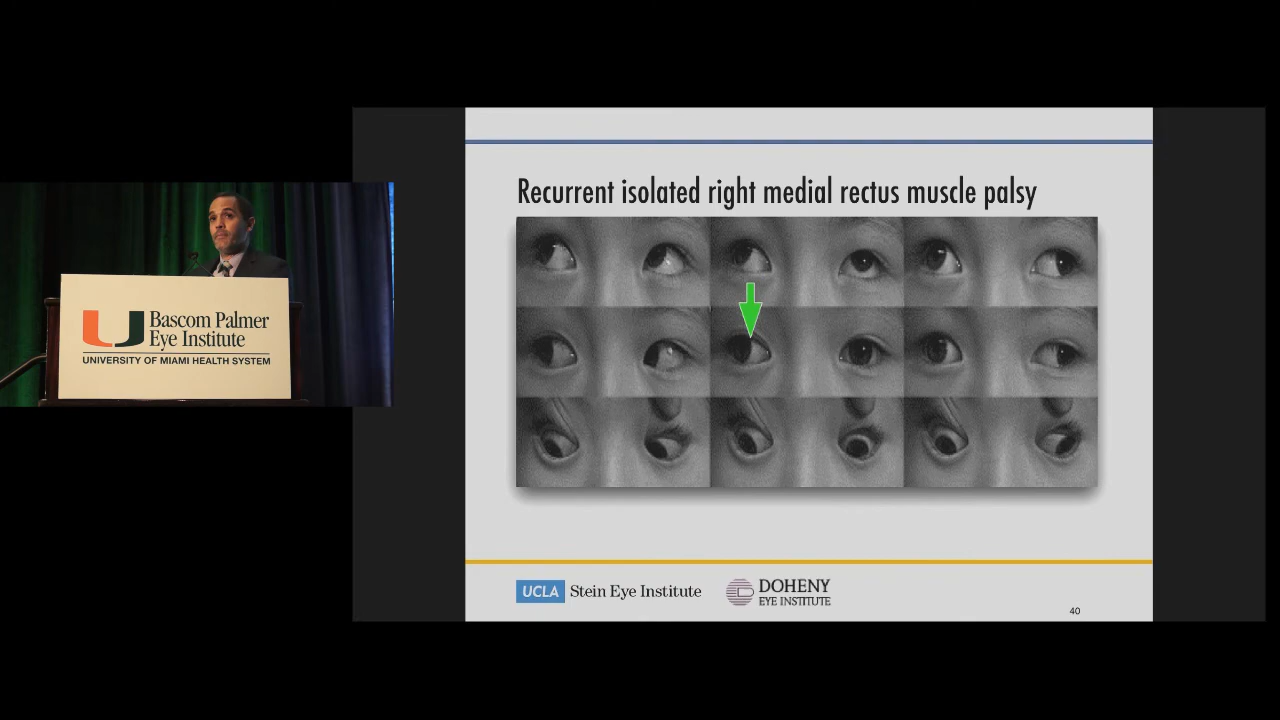 Recurrent isolated right medial rectus muscle palsy
Bascom Palmer
Eye Institute
UNIVERSITY OF MIAMI HEALTH SYSTEM
UCLA Stein Eye Institute
DOHENY
EYE INSTITUTE
40